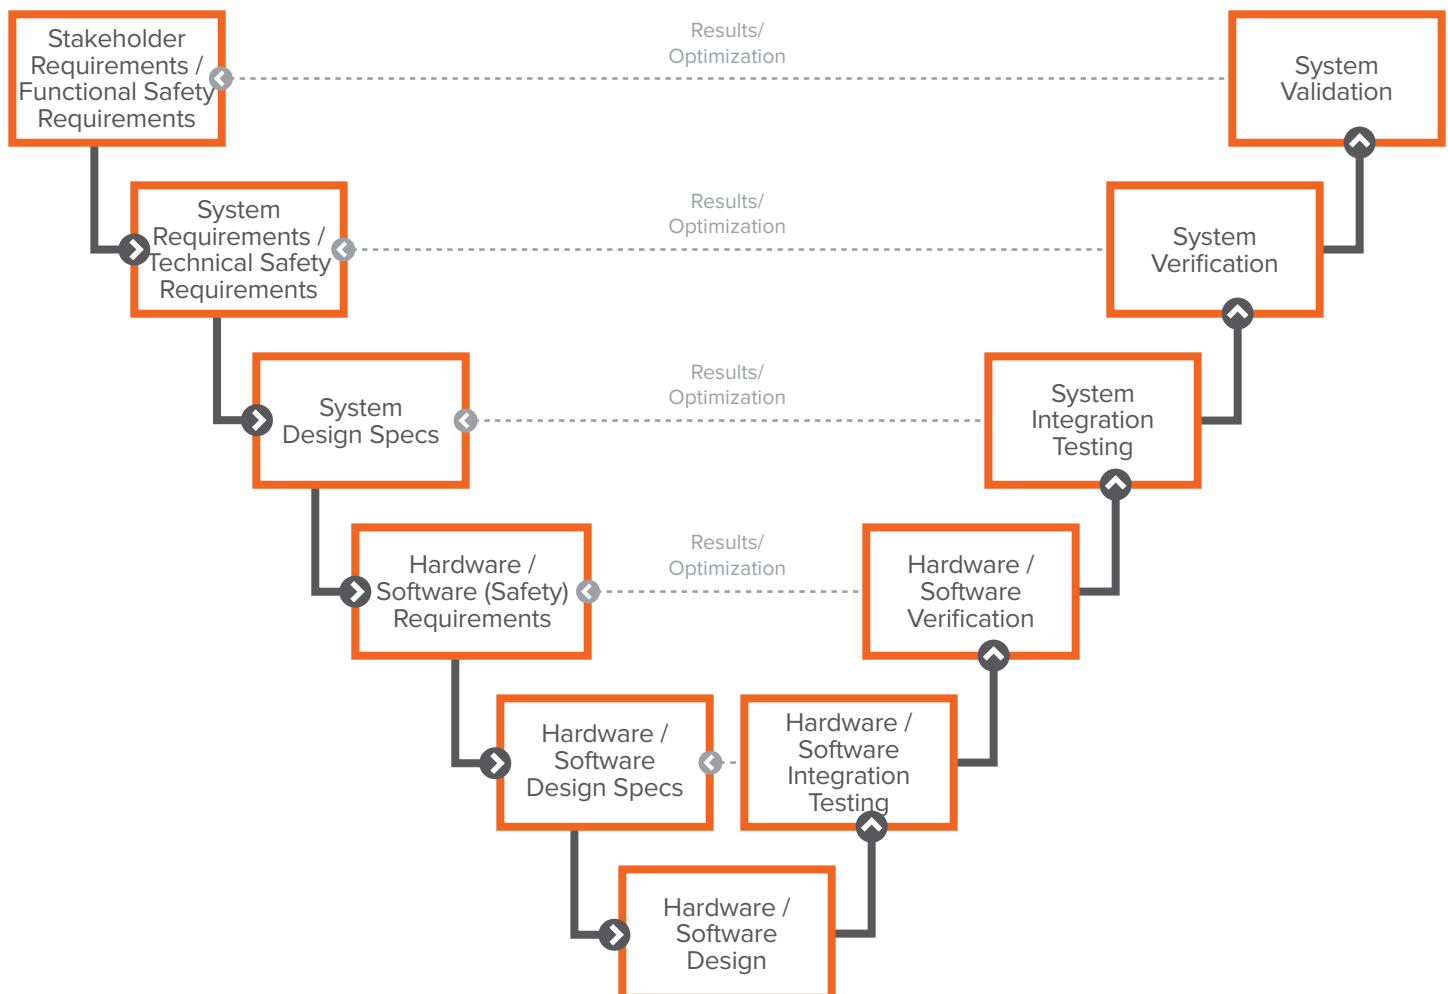 Stakeholder
Requirements /
Functional Safety
Requirements
Results/
Optimization
System
Validation
System
Requirements /
Technical Safety
Requirements
Results/
Optimization
System
Verification
System
Design Specs
Results/
Optimization
System
Integration
Testing
Hardware /
Software (Safety)
Requirements
Results/
Optimization
Hardware /
Software
Verification
Hardware /
Software
Design Specs
Hardware /
Software
Integration
Testing
Hardware /
Software
Design